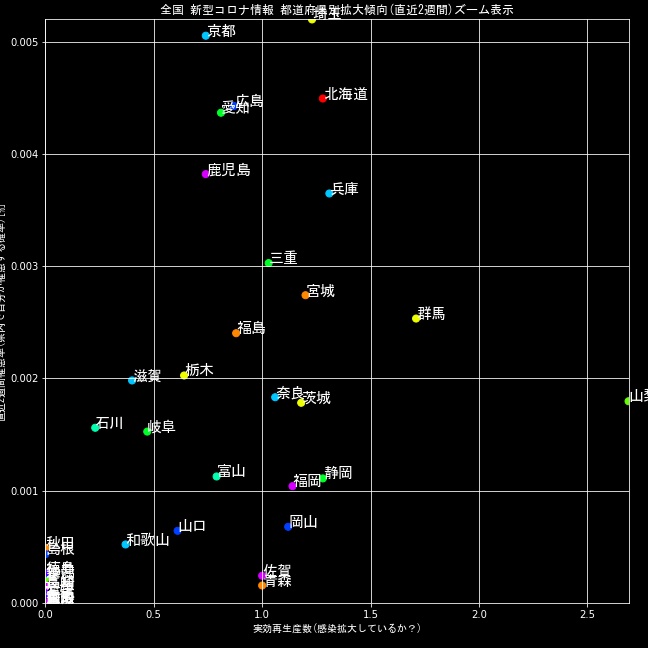 全国 新型コロナ情報 都道府県別拡大傾向(直近2週間)ズーム表示
埼玉
京都
0.005
広島
愛知
北海道
0.004
鹿児島
兵庫
三重
0.003
宮城
群馬
福島
栃木
滋賀
0.002
奈良
茨城
山梨
石川
岐阜
富山
静岡
福岡
0.001
岡山
山口
和歌山
秋田
島根
徳島
佐賀
青森
0.000
0.0
0.5
1.0
1.5
2.0
2.5
実効再生産数(感染拡大しているか？)